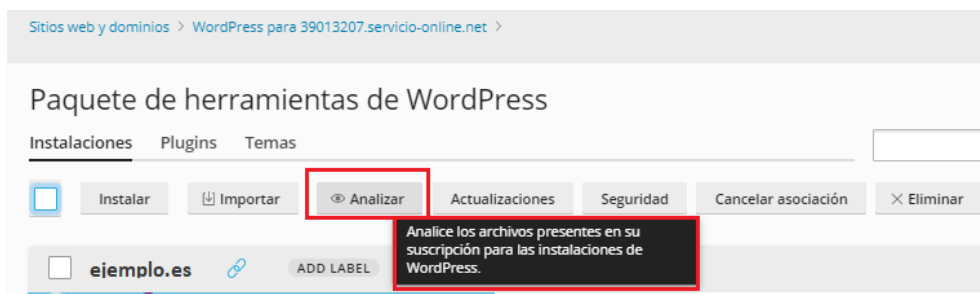 Sitios web y dominios > WordPress para 39013207.servicio-online.net >
Paquete de herramientas de WordPress
Instalaciones Plugins Temas
Instalar Importar Analizar Actualizaciones Seguridad Cancelar asociación Eliminar
Analice los archivos presentes en su
suscripción para las instalaciones de
WordPress.
ejemplo.es ADD LABEL